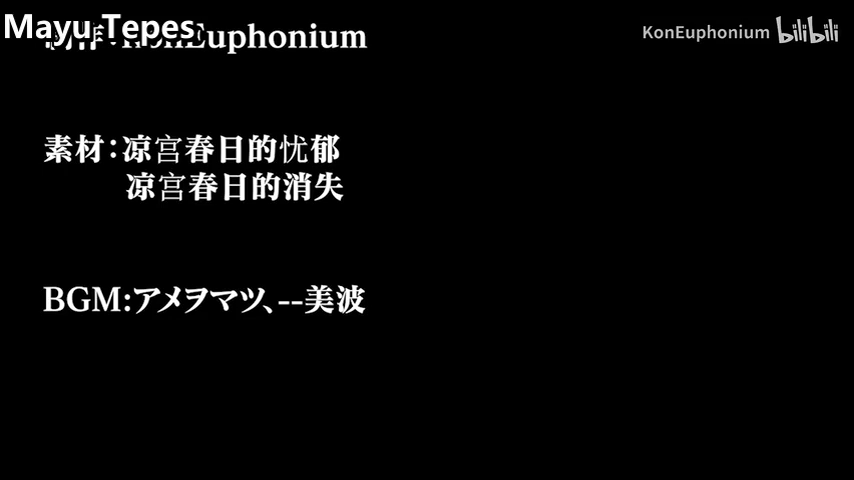 Mayu Tepes
KonEuphonium bilibili
KonEuphonium
素材：凉宫春日的忧郁
凉宫春日的消失
BGM:アメヲマツ、--美波